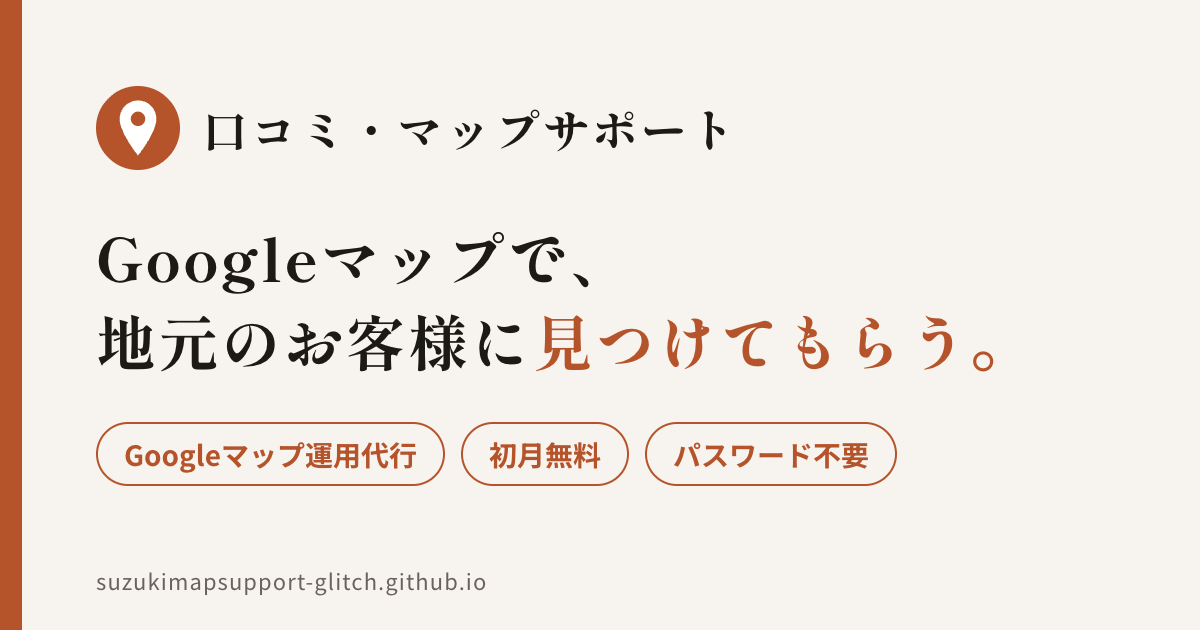 口コミ・マップサポート
Googleマップで、
地元のお客様に見つけてもらう。
Googleマップ運用代行 初月無料 パスワード不要
suzukimapsupport-glitch.github.io